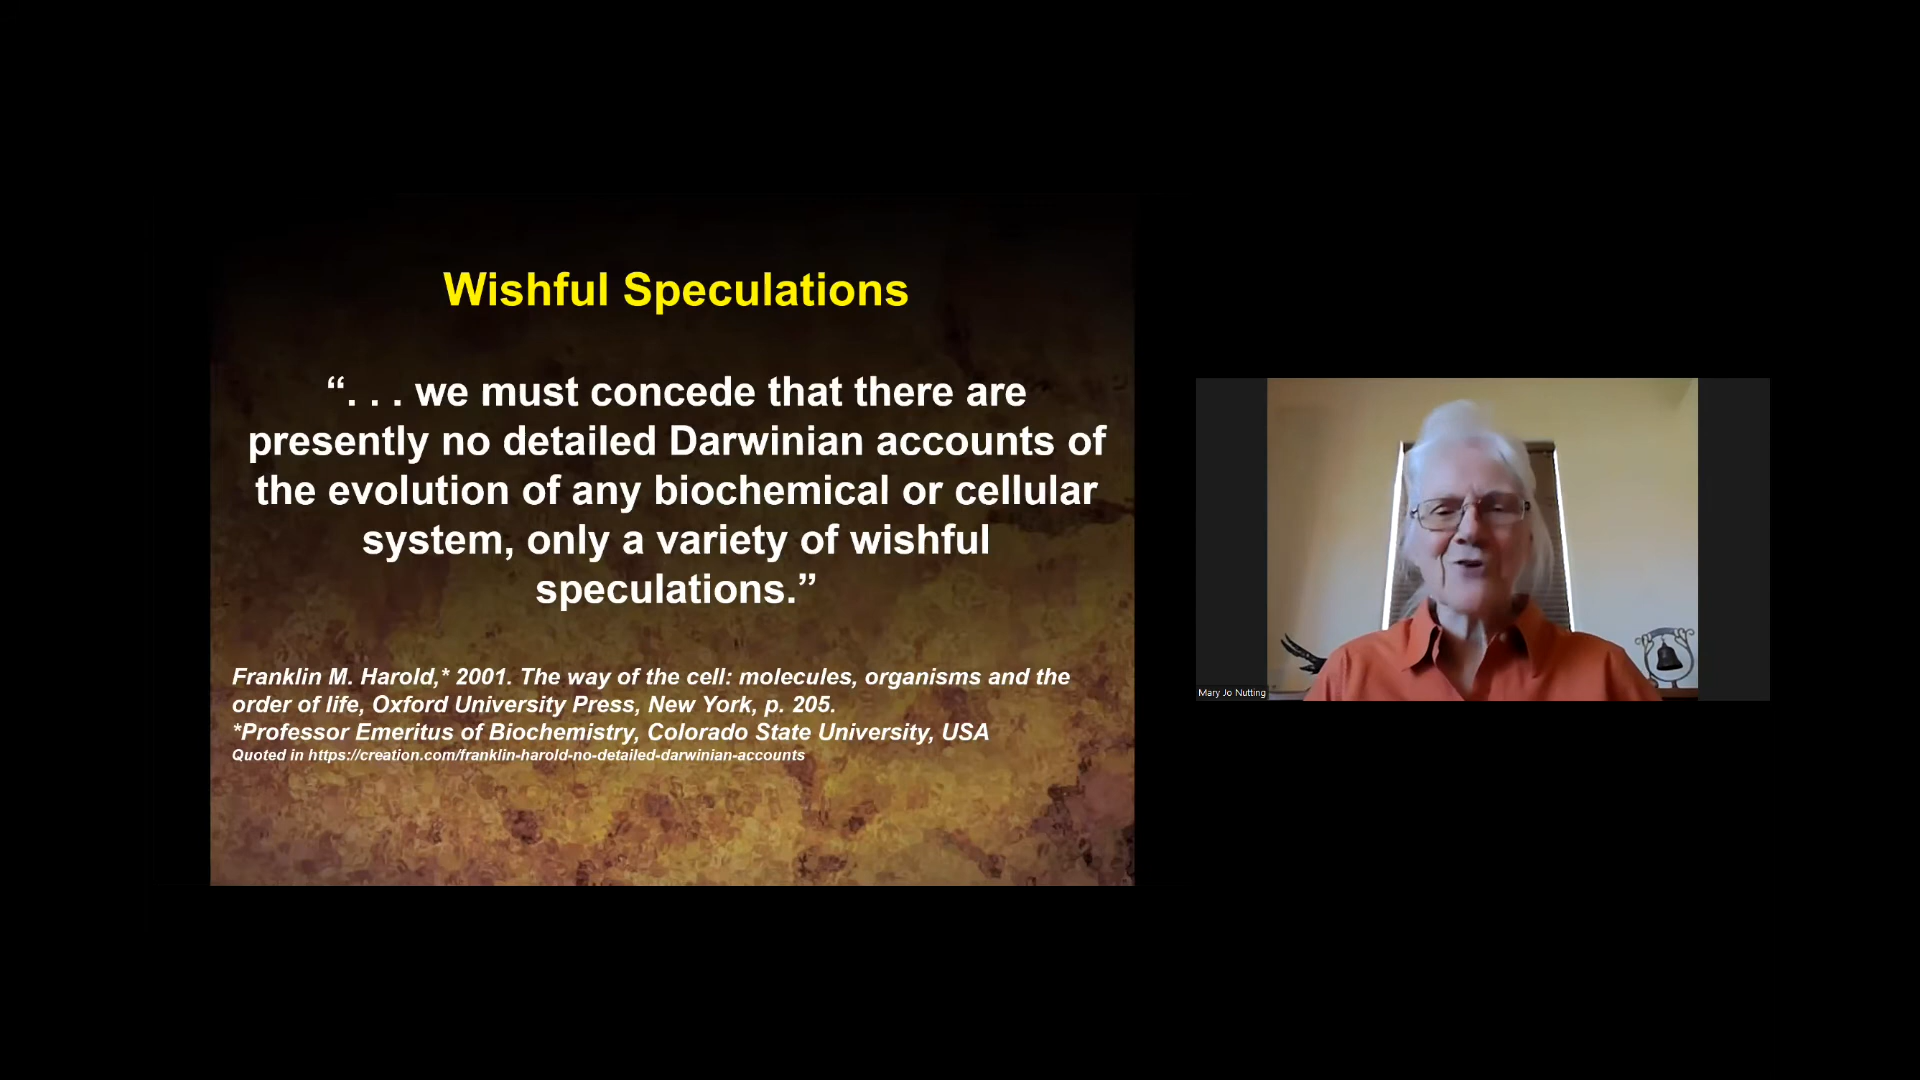 Wishful Speculations
“. . . we must concede that there are
presently no detailed Darwinian accounts of
the evolution of any biochemical or cellular
system, only a variety of wishful
speculations.”
Franklin M. Harold,* 2001. The way of the cell: molecules, organisms and the
order of life, Oxford University Press, New York, p. 205.
*Professor Emeritus of Biochemistry, Colorado State University, USA
Quoted in https://creation.com/franklin-harold-no-detailed-darwinian-accounts
Mary Jo Nutting